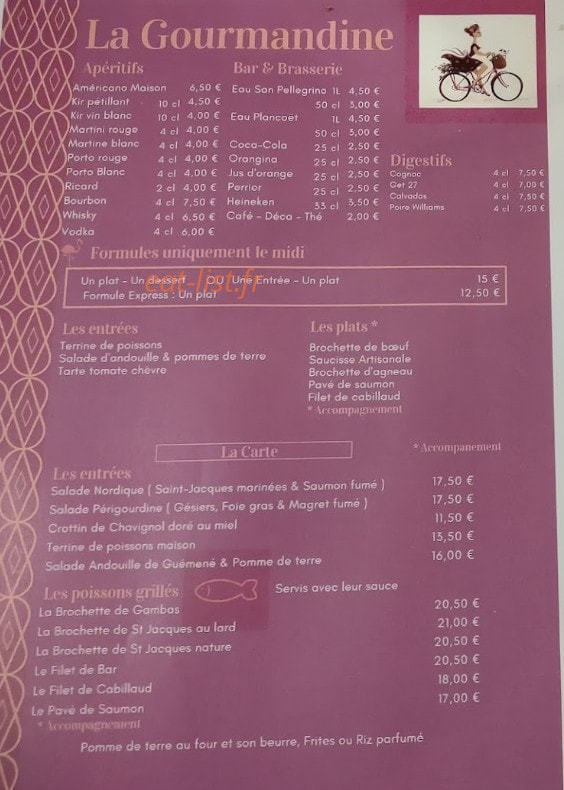 La Gourmandine
Apéritifs
Américano Maison 6,50 €
Kir pétillant 10 cl 4,50 €
Kir vin blanc 10 cl 4,00 €
Martini rouge 4 cl 4,00 €
Martine blanc 4 cl 4,00 €
Porto rouge 4 cl 4,00 €
Porto Blanc 4 cl 4,00 €
Ricard 2 cl 4,00 €
Bourbon 4 cl 7,50 €
Whisky 4 cl 6,50 €
Vodka 4 cl 6,00 €
Bar & Brasserie
Eau San Pellegrino 1L 4,50 €
50 cl 3,00 €
Eau Plancoët 1L 4,50 €
50 cl 3,00 €
Coca-Cola 25 cl 2,50 €
Orangina 25 cl 2,50 €
Jus d'orange 25 cl 2,50 €
Perrier 25 cl 2,50 €
Heineken 33 cl 3,50 €
Café - Déca - Thé 2,00 €
Digestifs
Cognac 4 cl 7,50 €
Get 27 4 cl 7,00 €
Calvados 4 cl 7,50 €
Poire Williams 4 cl 7,50 €
Formules uniquement le midi
Un plat - Un dessert OU Une Entrée - Un plat 15 €
Formule Express : Un plat 12,50 €
eat-list.fr
Les entrées
Terrine de poissons
Salade d'andouille & pommes de terre
Tarte tomate chèvre
Les plats *
Brochette de bœuf
Saucisse Artisanale
Brochette d'agneau
Pavé de saumon
Filet de cabillaud
* Accompagnement
La Carte
* Accompanement
Les entrées
Salade Nordique ( Saint-Jacques marinées & Saumon fumé ) 17,50 €
Salade Périgourdine ( Gésiers, Foie gras & Magret fumé ) 17,50 €
Crottin de Chavignol doré au miel 11,50 €
Terrine de poissons maison 13,50 €
Salade Andouille de Guémené & Pomme de terre 16,00 €
Les poissons grillés Servis avec leur sauce
La Brochette de Gambas 20,50 €
La Brochette de St Jacques au lard 21,00 €
La Brochette de St Jacques nature 20,50 €
Le Filet de Bar 20,50 €
Le Filet de Cabillaud 18,00 €
Le Pavé de Saumon 17,00 €
* Accompagnement
Pomme de terre au four et son beurre, Frites ou Riz parfumé